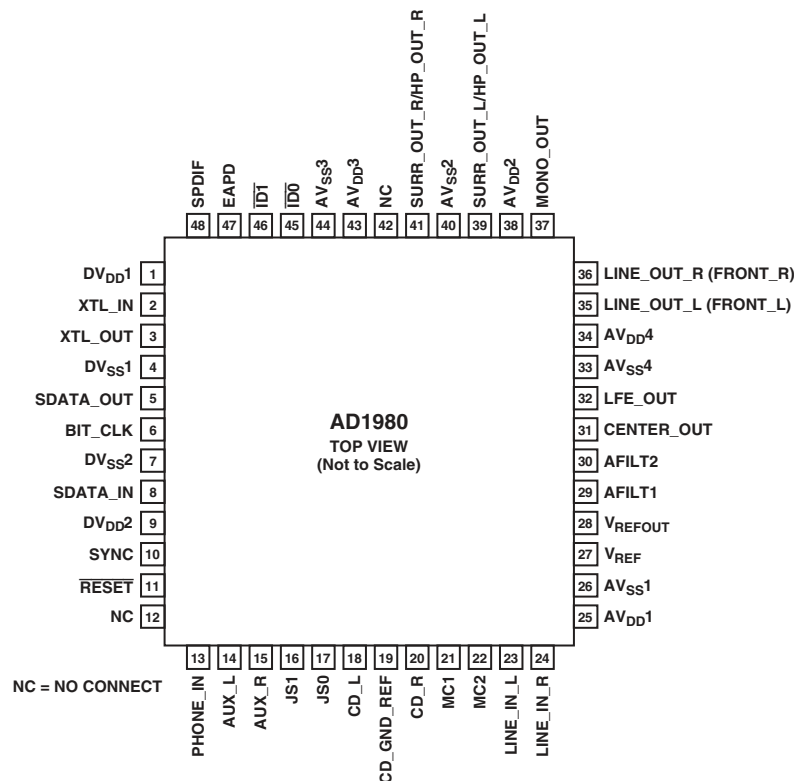 SPDIF
EAPD
ID1
ID0
AVSS3
AVDD3
NC
SURR_OUT_R/HP_OUT_R
AVSS2
SURR_OUT_L/HP_OUT_L
AVDD2
MONO_OUT
48 47 46 45 44 43 42 41 40 39 38 37
DVDD1 1
XTL_IN 2
XTL_OUT 3
DVSS1 4
SDATA_OUT 5
BIT_CLK 6
DVSS2 7
SDATA_IN 8
DVDD2 9
SYNC 10
RESET 11
NC 12
AD1980
TOP VIEW
(Not to Scale)
36 LINE_OUT_R (FRONT_R)
35 LINE_OUT_L (FRONT_L)
34 AVDD4
33 AVSS4
32 LFE_OUT
31 CENTER_OUT
30 AFILT2
29 AFILT1
28 VREFOUT
27 VREF
26 AVSS1
25 AVDD1
13 14 15 16 17 18 19 20 21 22 23 24
PHONE_IN
AUX_L
AUX_R
JS1
JS0
CD_L
CD_GND_REF
CD_R
MC1
MC2
LINE_IN_L
LINE_IN_R
NC = NO CONNECT